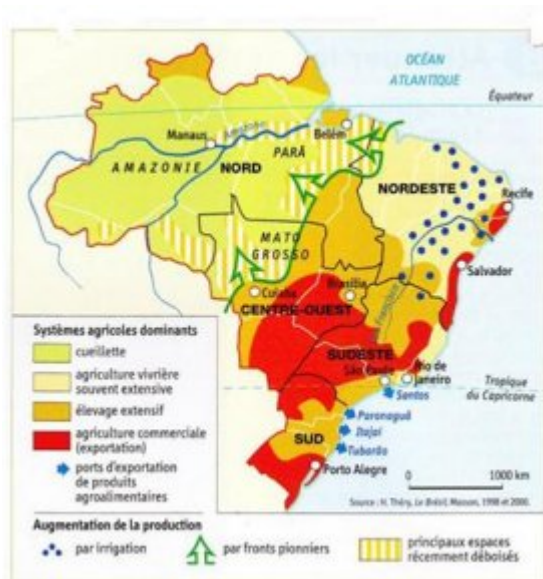 OCÉAN
ATLANTIQUE
Équateur
Manaus
Amazone
Belém
PARÁ
AMAZONIE
NORD
NORDESTE
Recife
MATO
GROSSO
Salvador
Cuiaba
Brasilia
CENTRE-OUEST
SUDESTE
São Paulo
Rio de
Janeiro
Santos
Tropique
du Capricorne
Paranaguá
Itajaí
Tubarão
SUD
Porto Alegre
0
1000 km
Source : H. Théry, Le Brésil, Masson, 1998 et 2000.
Systèmes agricoles dominants
cueillette
agriculture vivrière
souvent extensive
élevage extensif
agriculture commerciale
(exportation)
ports d'exportation
de produits
agroalimentaires
Augmentation de la production
par irrigation
par fronts pionniers
principaux espaces
récemment déboisés